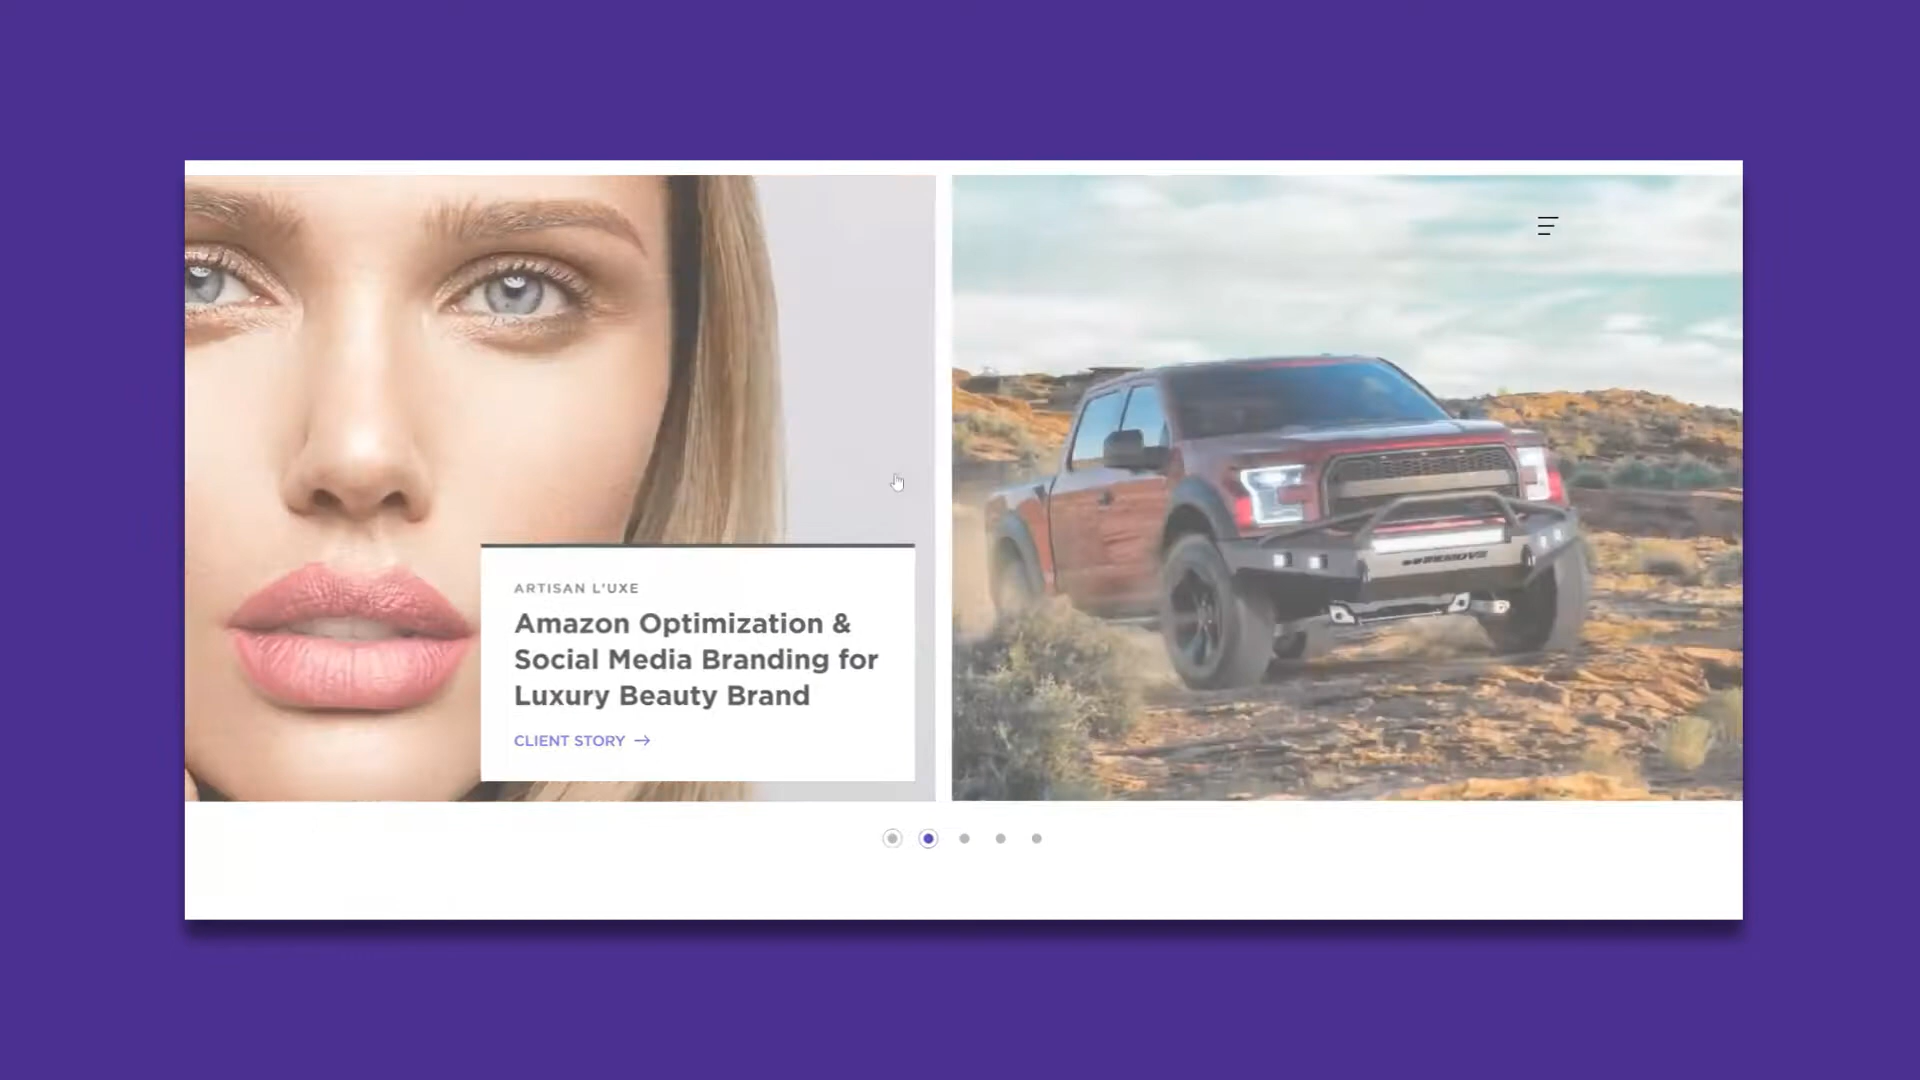 ARTISAN L'UXE
Amazon Optimization &
Social Media Branding for
Luxury Beauty Brand
CLIENT STORY →